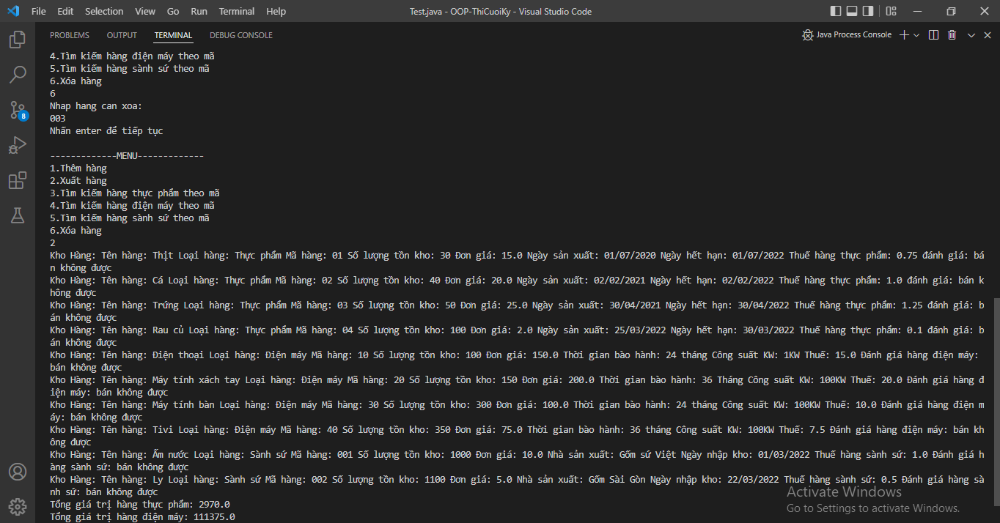 File Edit Selection View Go Run Terminal Help Test.java - OOP-ThiCuoiKy - Visual Studio Code
PROBLEMS OUTPUT TERMINAL DEBUG CONSOLE Java Process Console
4.Tìm kiếm hàng điện máy theo mã
5.Tìm kiếm hàng sành sứ theo mã
6.Xóa hàng
6
Nhap hang can xoa:
003
Nhấn enter để tiếp tục
-------------MENU-------------
1.Thêm hàng
2.Xuất hàng
3.Tìm kiếm hàng thực phẩm theo mã
4.Tìm kiếm hàng điện máy theo mã
5.Tìm kiếm hàng sành sứ theo mã
6.Xóa hàng
2
Kho Hàng: Tên hàng: Thịt Loại hàng: Thực phẩm Mã hàng: 01 Số lượng tồn kho: 30 Đơn giá: 15.0 Ngày sản xuất: 01/07/2020 Ngày hết hạn: 01/07/2022 Thuế hàng thực phẩm: 0.75 đánh giá: bá
n không được
Kho Hàng: Tên hàng: Cá Loại hàng: Thực phẩm Mã hàng: 02 Số lượng tồn kho: 40 Đơn giá: 20.0 Ngày sản xuất: 02/02/2021 Ngày hết hạn: 02/02/2022 Thuế hàng thực phẩm: 1.0 đánh giá: bán k
hông được
Kho Hàng: Tên hàng: Trứng Loại hàng: Thực phẩm Mã hàng: 03 Số lượng tồn kho: 50 Đơn giá: 25.0 Ngày sản xuất: 30/04/2021 Ngày hết hạn: 30/04/2022 Thuế hàng thực phẩm: 1.25 đánh giá: b
án không được
Kho Hàng: Tên hàng: Rau củ Loại hàng: Thực phẩm Mã hàng: 04 Số lượng tồn kho: 100 Đơn giá: 2.0 Ngày sản xuất: 25/03/2022 Ngày hết hạn: 30/03/2022 Thuế hàng thực phẩm: 0.1 đánh giá: b
án không được
Kho Hàng: Tên hàng: Điện thoại Loại hàng: Điện máy Mã hàng: 10 Số lượng tồn kho: 100 Đơn giá: 150.0 Thời gian bào hành: 24 tháng Công suất KW: 1KW Thuế: 15.0 Đánh giá hàng điện máy:
bán không được
Kho Hàng: Tên hàng: Máy tính xách tay Loại hàng: Điện máy Mã hàng: 20 Số lượng tồn kho: 150 Đơn giá: 200.0 Thời gian bào hành: 36 Tháng Công suất KW: 100KW Thuế: 20.0 Đánh giá hàng đ
iện máy: bán không được
Kho Hàng: Tên hàng: Máy tính bàn Loại hàng: Điện máy Mã hàng: 30 Số lượng tồn kho: 300 Đơn giá: 100.0 Thời gian bào hành: 24 tháng Công suất KW: 100KW Thuế: 10.0 Đánh giá hàng điện m
áy: bán không được
Kho Hàng: Tên hàng: Tivi Loại hàng: Điện máy Mã hàng: 40 Số lượng tồn kho: 350 Đơn giá: 75.0 Thời gian bào hành: 36 tháng Công suất KW: 100KW Thuế: 7.5 Đánh giá hàng điện máy: bán kh
ông được
Kho Hàng: Tên hàng: Ấm nước Loại hàng: Sành sứ Mã hàng: 001 Số lượng tồn kho: 1000 Đơn giá: 10.0 Nhà sản xuất: Gốm sứ Việt Ngày nhập kho: 01/03/2022 Thuế hàng sành sứ: 1.0 Đánh giá h
àng sành sứ: bán không được
Kho Hàng: Tên hàng: Ly Loại hàng: Sành sứ Mã hàng: 002 Số lượng tồn kho: 1100 Đơn giá: 5.0 Nhà sản xuất: Gốm Sài Gòn Ngày nhập kho: 22/03/2022 Thuế hàng sành sứ: 0.5 Đánh giá hàng sà
nh sứ: bán không được
Tổng giá trị hàng thực phẩm: 2970.0
Tổng giá trị hàng điện máy: 111375.0
8
Activate Windows
Go to Settings to activate Windows.